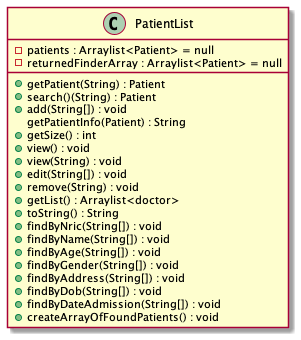 C PatientList
patients : Arraylist<Patient> = null
returnedFinderArray : Arraylist<Patient> = null
getPatient(String) : Patient
search()(String) : Patient
add(String[]) : void
getPatientInfo(Patient) : String
getSize() : int
view() : void
view(String) : void
edit(String[]) : void
remove(String) : void
getList() : Arraylist<doctor>
toString() : String
findByNric(String[]) : void
findByName(String[]) : void
findByAge(String[]) : void
findByGender(String[]) : void
findByAddress(String[]) : void
findByDob(String[]) : void
findByDateAdmission(String[]) : void
createArrayOfFoundPatients() : void